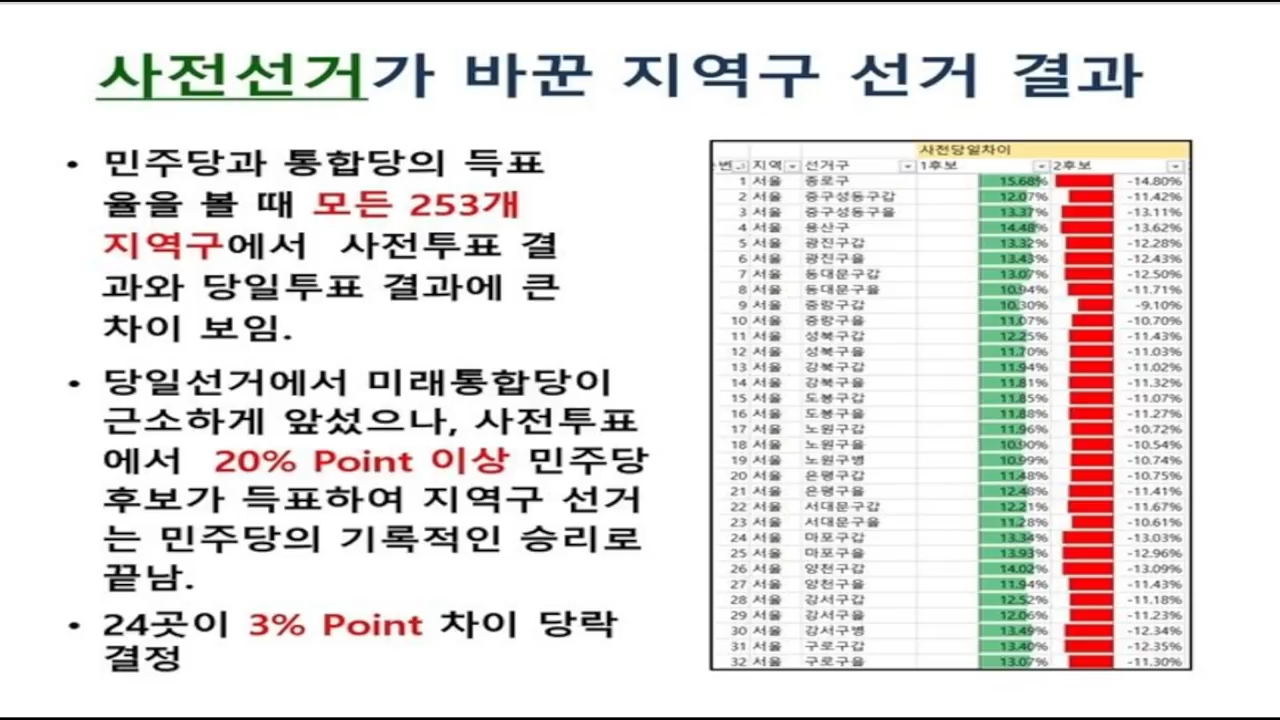 사전선거가 바꾼 지역구 선거 결과
• 민주당과 통합당의 득표
율을 볼 때 모든 253개
지역구에서 사전투표 결
과와 당일투표 결과에 큰
차이 보임.
• 당일선거에서 미래통합당이
근소하게 앞섰으나, 사전투표
에서 20% Point 이상 민주당
후보가 득표하여 지역구 선거
는 민주당의 기록적인 승리로
끝남.
• 24곳이 3% Point 차이 당락
결정
사전당일차이
번 지역 선거구 1후보 2후보
1 서울 종로구 15.68% -14.80%
2 서울 중구성동구갑 12.07% -11.42%
3 서울 중구성동구을 13.37% -13.11%
4 서울 용산구 14.48% -13.62%
5 서울 광진구갑 13.32% -12.28%
6 서울 광진구을 13.43% -12.43%
7 서울 동대문구갑 13.07% -12.50%
8 서울 동대문구을 10.94% -11.71%
9 서울 중랑구갑 10.30% -9.10%
10 서울 중랑구을 11.07% -10.70%
11 서울 성북구갑 12.25% -11.43%
12 서울 성북구을 11.70% -11.03%
13 서울 강북구갑 11.94% -11.02%
14 서울 강북구을 11.81% -11.32%
15 서울 도봉구갑 11.85% -11.07%
16 서울 도봉구을 11.88% -11.27%
17 서울 노원구갑 11.96% -10.72%
18 서울 노원구을 10.90% -10.54%
19 서울 노원구병 10.99% -10.74%
20 서울 은평구갑 11.48% -10.75%
21 서울 은평구을 12.48% -11.41%
22 서울 서대문구갑 12.21% -11.67%
23 서울 서대문구을 11.28% -10.61%
24 서울 마포구갑 13.34% -13.03%
25 서울 마포구을 13.93% -12.96%
26 서울 양천구갑 14.02% -13.09%
27 서울 양천구을 11.94% -11.43%
28 서울 강서구갑 12.52% -11.18%
29 서울 강서구을 12.06% -11.23%
30 서울 강서구병 13.49% -12.34%
31 서울 구로구갑 13.40% -12.35%
32 서울 구로구을 13.07% -11.30%